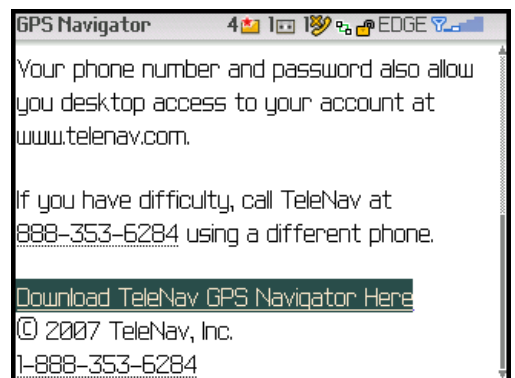 GPS Navigator 4 1 1 EDGE
Your phone number and password also allow
you desktop access to your account at
www.telenav.com.
If you have difficulty, call TeleNav at
888-353-6284 using a different phone.
Download TeleNav GPS Navigator Here
© 2007 TeleNav, Inc.
1-888-353-6284